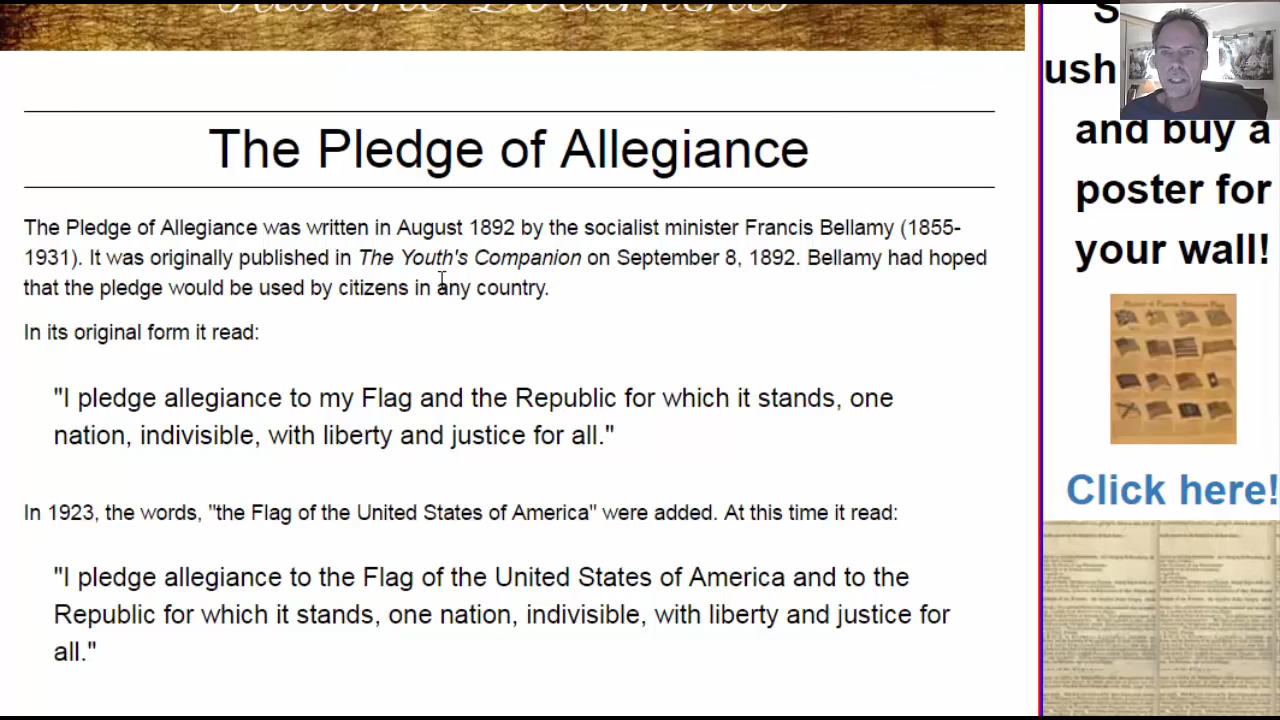 Historic Documents
The Pledge of Allegiance
The Pledge of Allegiance was written in August 1892 by the socialist minister Francis Bellamy (1855-
1931). It was originally published in The Youth's Companion on September 8, 1892. Bellamy had hoped
that the pledge would be used by citizens in any country.
In its original form it read:
"I pledge allegiance to my Flag and the Republic for which it stands, one
nation, indivisible, with liberty and justice for all."
In 1923, the words, "the Flag of the United States of America" were added. At this time it read:
"I pledge allegiance to the Flag of the United States of America and to the
Republic for which it stands, one nation, indivisible, with liberty and justice for
all."
ush
and buy a
poster for
your wall!
Click here!